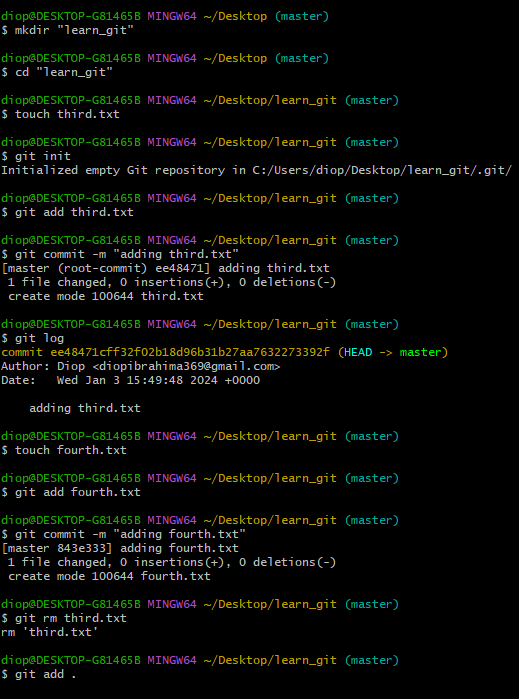 diop@DESKTOP-G81465B MINGW64 ~/Desktop (master)
$ mkdir "learn_git"
diop@DESKTOP-G81465B MINGW64 ~/Desktop (master)
$ cd "learn_git"
diop@DESKTOP-G81465B MINGW64 ~/Desktop/learn_git (master)
$ touch third.txt
diop@DESKTOP-G81465B MINGW64 ~/Desktop/learn_git (master)
$ git init
Initialized empty Git repository in C:/Users/diop/Desktop/learn_git/.git/
diop@DESKTOP-G81465B MINGW64 ~/Desktop/learn_git (master)
$ git add third.txt
diop@DESKTOP-G81465B MINGW64 ~/Desktop/learn_git (master)
$ git commit -m "adding third.txt"
[master (root-commit) ee48471] adding third.txt
 1 file changed, 0 insertions(+), 0 deletions(-)
 create mode 100644 third.txt
diop@DESKTOP-G81465B MINGW64 ~/Desktop/learn_git (master)
$ git log
commit ee48471cff32f02b18d96b31b27aa7632273392f (HEAD -> master)
Author: Diop <diopibrahima369@gmail.com>
Date:   Wed Jan 3 15:49:48 2024 +0000
    adding third.txt
diop@DESKTOP-G81465B MINGW64 ~/Desktop/learn_git (master)
$ touch fourth.txt
diop@DESKTOP-G81465B MINGW64 ~/Desktop/learn_git (master)
$ git add fourth.txt
diop@DESKTOP-G81465B MINGW64 ~/Desktop/learn_git (master)
$ git commit -m "adding fourth.txt"
[master 843e333] adding fourth.txt
 1 file changed, 0 insertions(+), 0 deletions(-)
 create mode 100644 fourth.txt
diop@DESKTOP-G81465B MINGW64 ~/Desktop/learn_git (master)
$ git rm third.txt
rm 'third.txt'
diop@DESKTOP-G81465B MINGW64 ~/Desktop/learn_git (master)
$ git add .